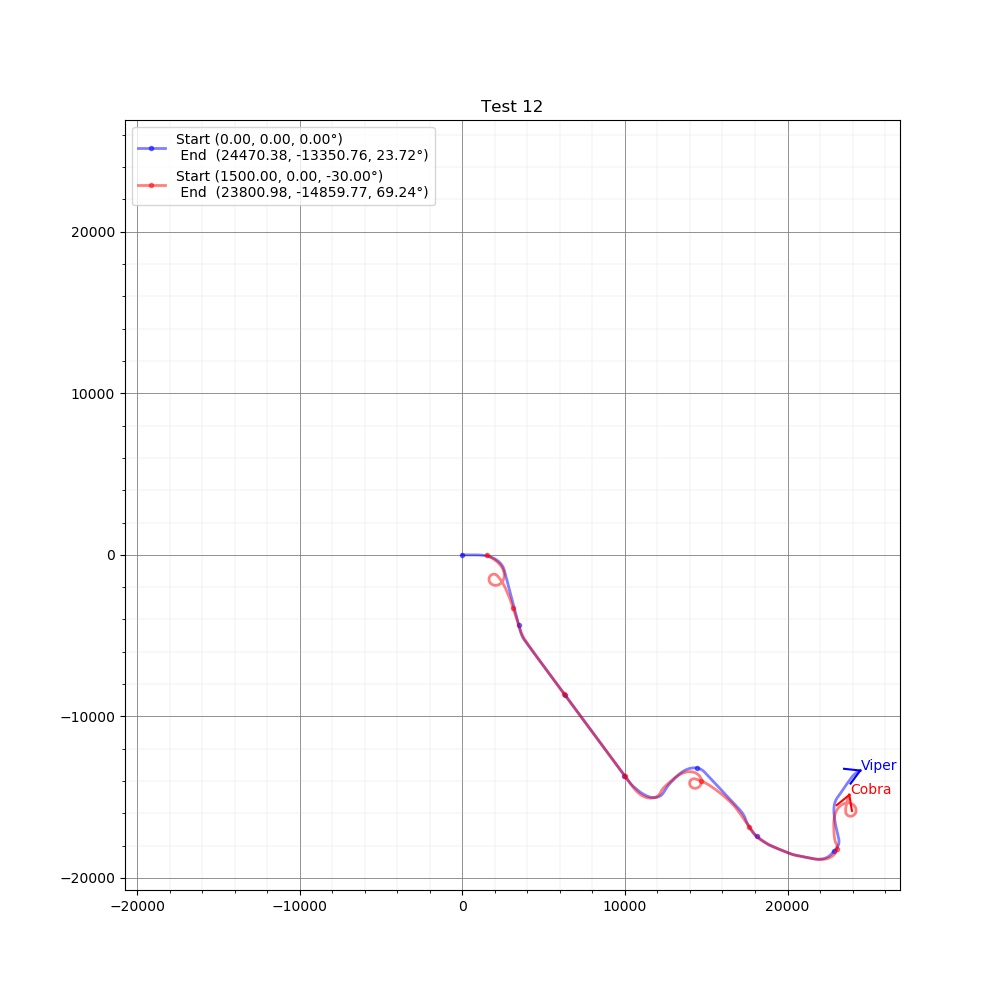 Test 12
Start (0.00, 0.00, 0.00°)
End (24470.38, -13350.76, 23.72°)
Start (1500.00, 0.00, -30.00°)
End (23800.98, -14859.77, 69.24°)
20000
10000
0
−10000
−20000
Viper
Cobra
−20000
−10000
0
10000
20000